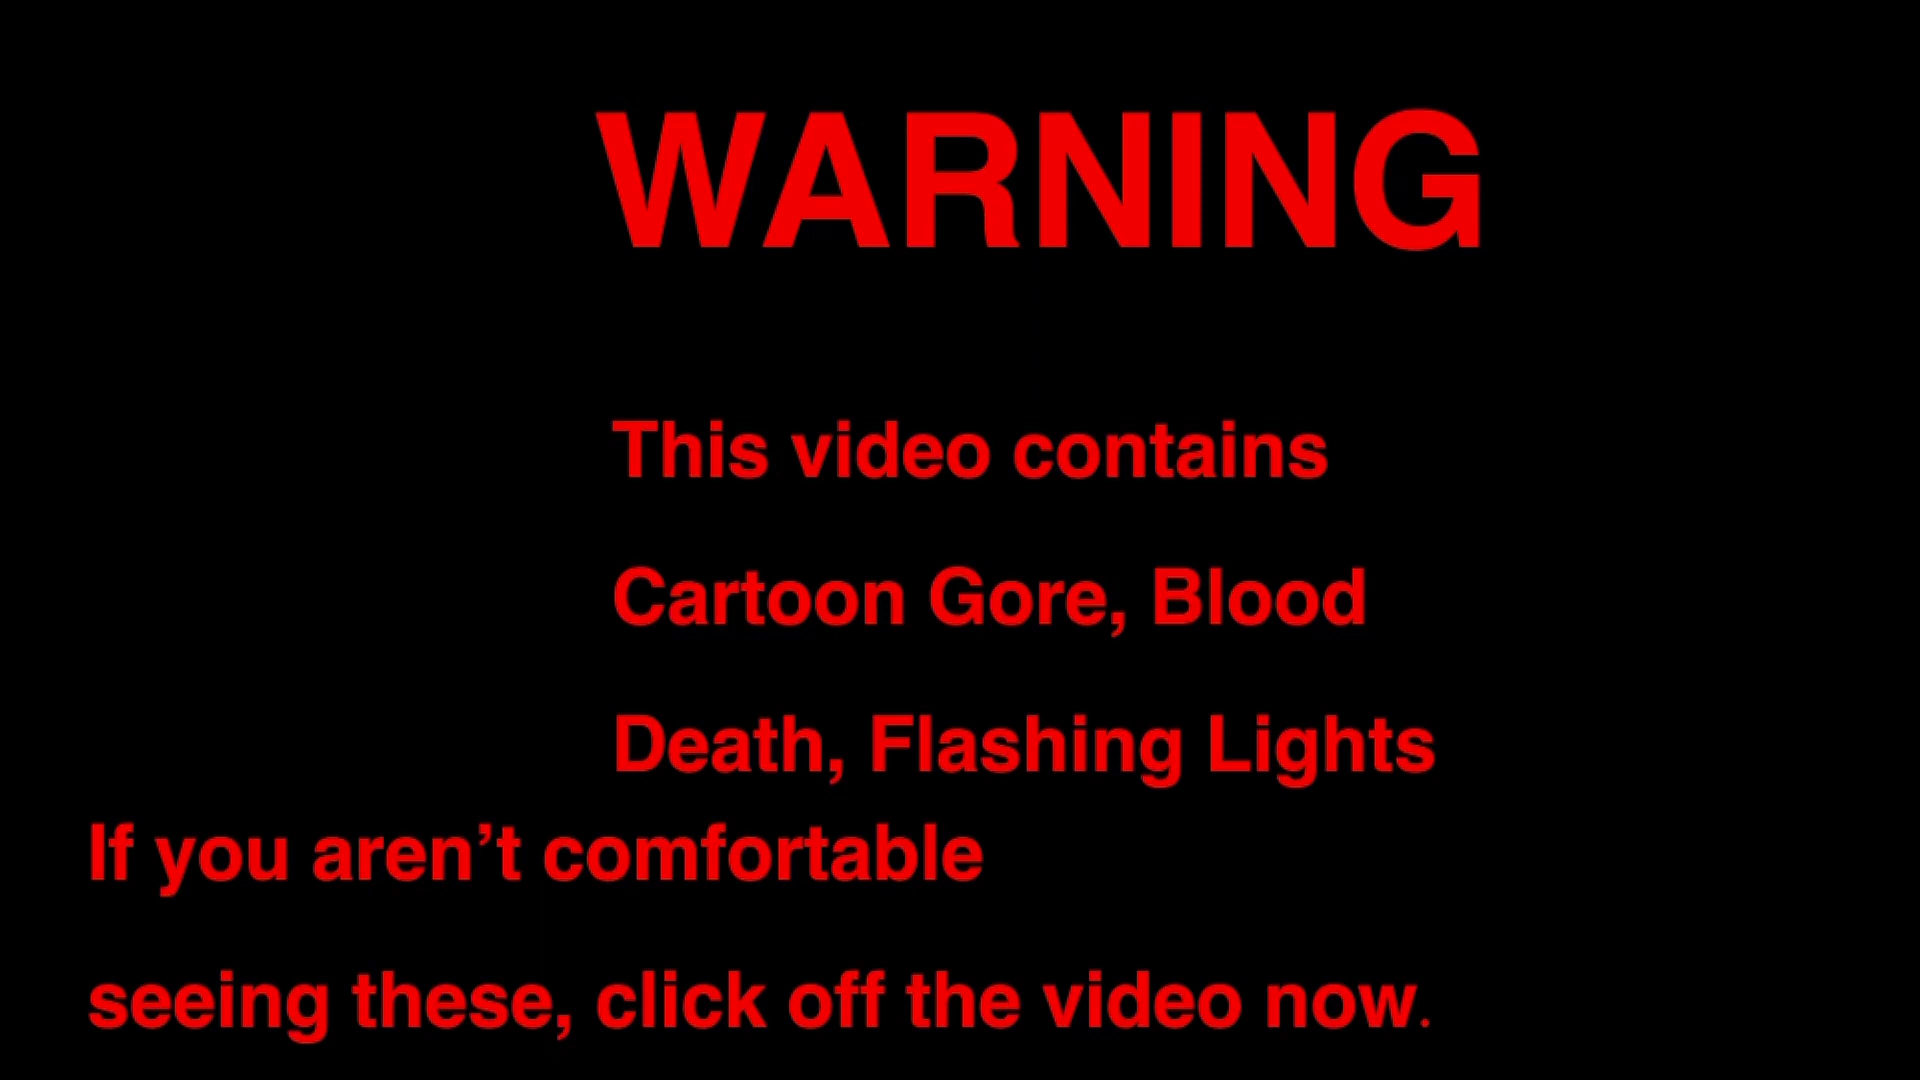 WARNING
This video contains
Cartoon Gore, Blood
Death, Flashing Lights
If you aren’t comfortable
seeing these, click off the video now.